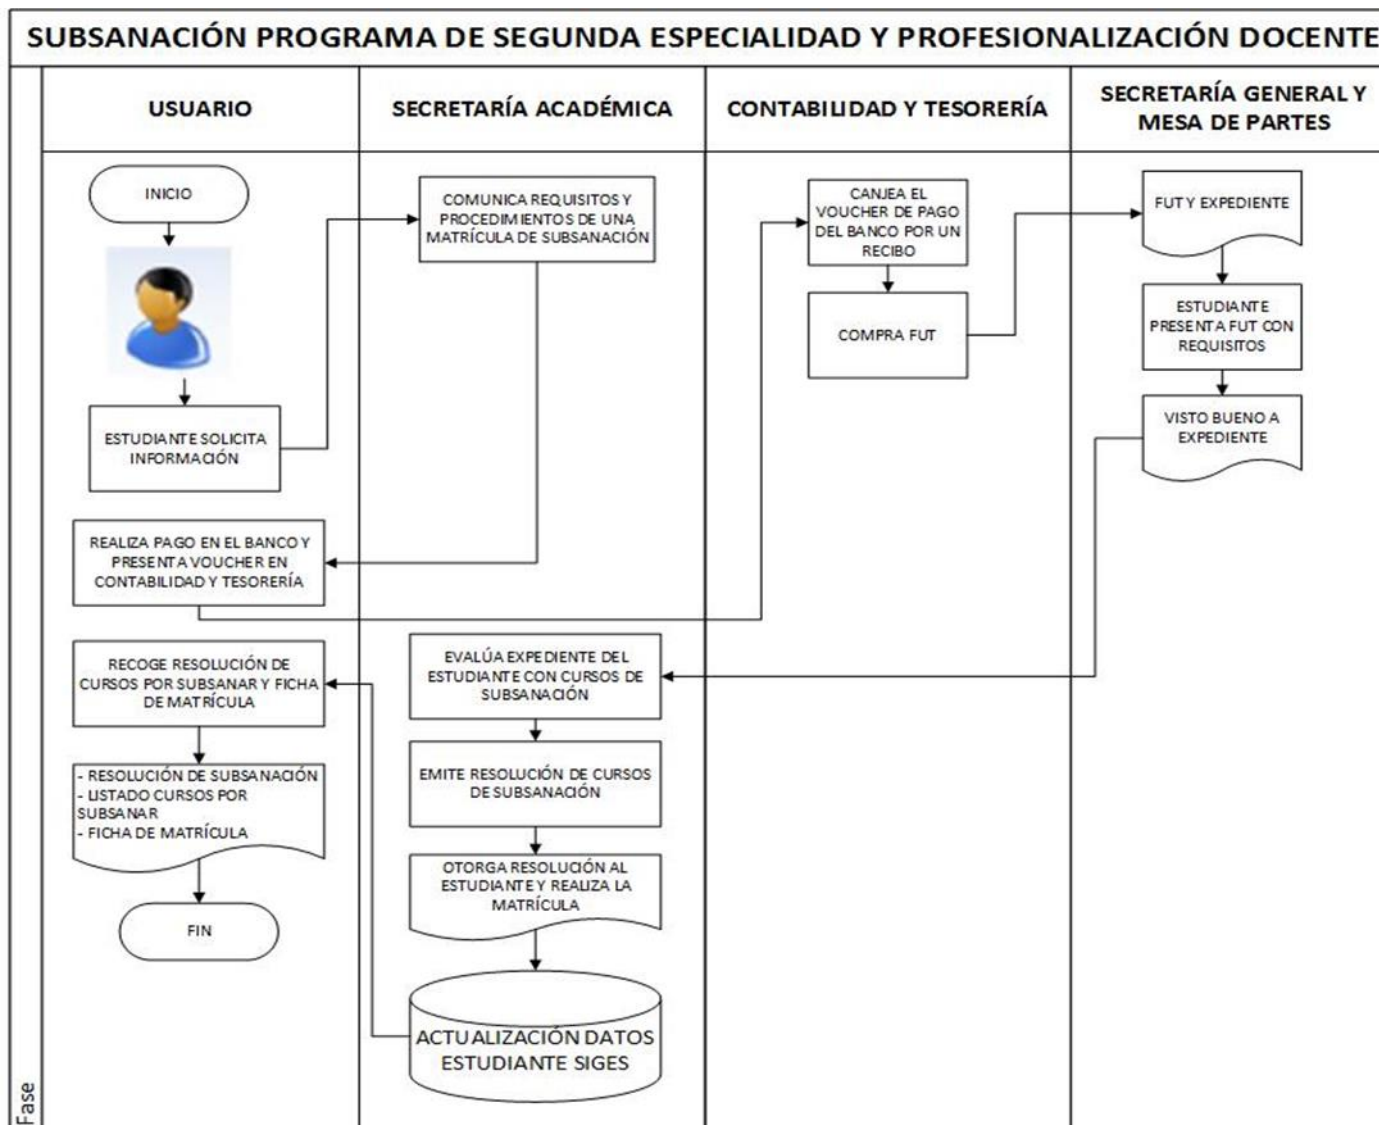 SUBSANACIÓN PROGRAMA DE SEGUNDA ESPECIALIDAD Y PROFESIONALIZACIÓN DOCENTE
USUARIO
SECRETARÍA ACADÉMICA
CONTABILIDAD Y TESORERÍA
SECRETARÍA GENERAL Y
MESA DE PARTES
INICIO
ESTUDIANTE SOLICITA
INFORMACIÓN
COMUNICA REQUISITOS Y
PROCEDIMIENTOS DE UNA
MATRÍCULA DE SUBSANACIÓN
REALIZA PAGO EN EL BANCO Y
PRESENTA VOUCHER EN
CONTABILIDAD Y TESORERÍA
CANJEA EL
VOUCHER DE PAGO
DEL BANCO POR UN
RECIBO
COMPRA FUT
FUT Y EXPEDIENTE
ESTUDIANTE
PRESENTA FUT CON
REQUISITOS
VISTO BUENO A
EXPEDIENTE
EVALÚA EXPEDIENTE DEL
ESTUDIANTE CON CURSOS DE
SUBSANACIÓN
EMITE RESOLUCIÓN DE CURSOS
DE SUBSANACIÓN
OTORGA RESOLUCIÓN AL
ESTUDIANTE Y REALIZA LA
MATRÍCULA
ACTUALIZACIÓN DATOS
ESTUDIANTE SIGES
RECOGE RESOLUCIÓN DE
CURSOS POR SUBSANAR Y FICHA
DE MATRÍCULA
- RESOLUCIÓN DE SUBSANACIÓN
- LISTADO CURSOS POR
SUBSANAR
- FICHA DE MATRÍCULA
FIN
Fase